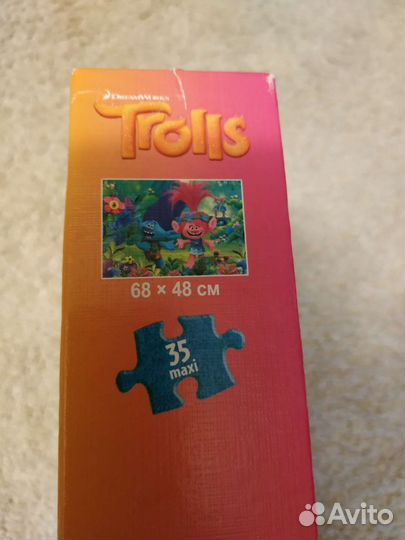 DREAMWORKS
Trolls
68 × 48 см
35
maxi
Avito